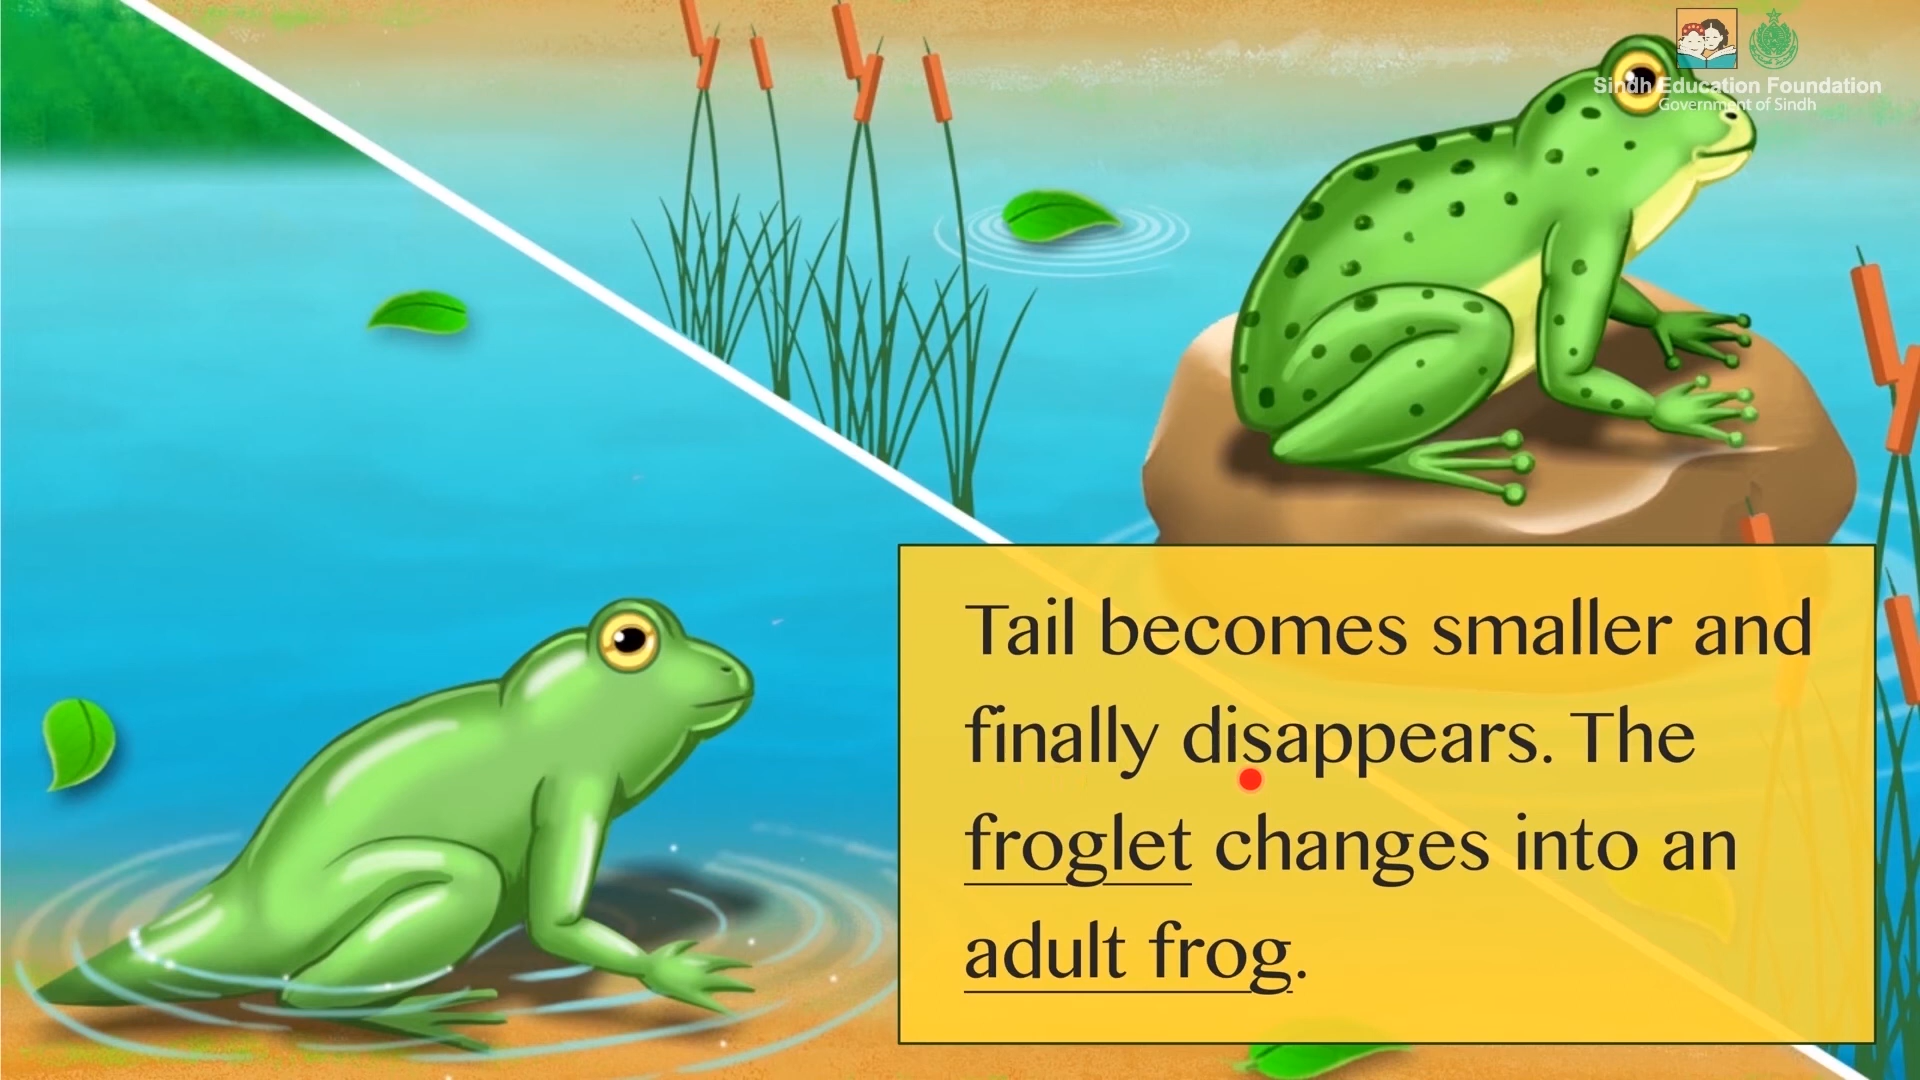 Sindh Education Foundation
Government of Sindh
Tail becomes smaller and
finally disappears. The
froglet changes into an
adult frog.